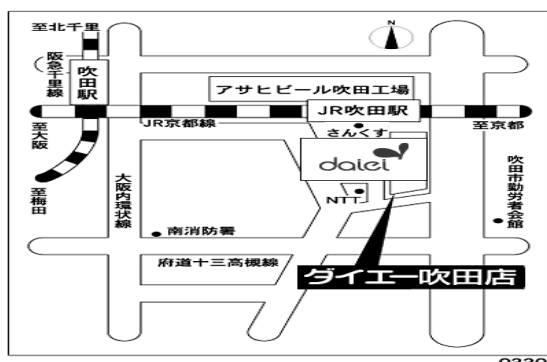 至北千里
N
阪急千里線
吹田駅
アサヒビール吹田工場
JR吹田駅
さんくす
至大阪
JR京都線
至京都
daiei
至梅田
大阪内環状線
NTT
吹田市勤労者会館
南消防署
府道十三高槻線
ダイエー吹田店